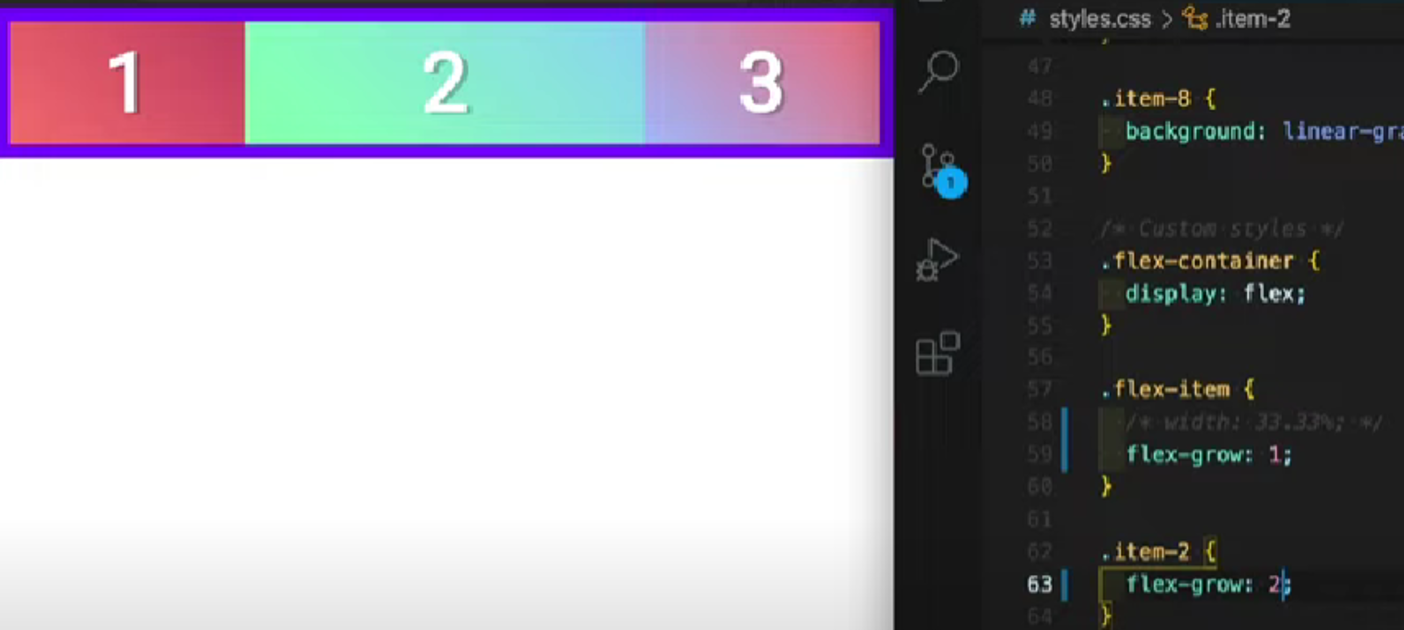 1 2 3
# styles.css > .item-2
}
47
48 .item-8 {
49 background: linear-gra
50 }
51
52 /* Custom styles */
53 .flex-container {
54 display: flex;
55 }
56
57 .flex-item {
58 /* width: 33.33%; */
59 flex-grow: 1;
60 }
61
62 .item-2 {
63 flex-grow: 2;
64 }
1